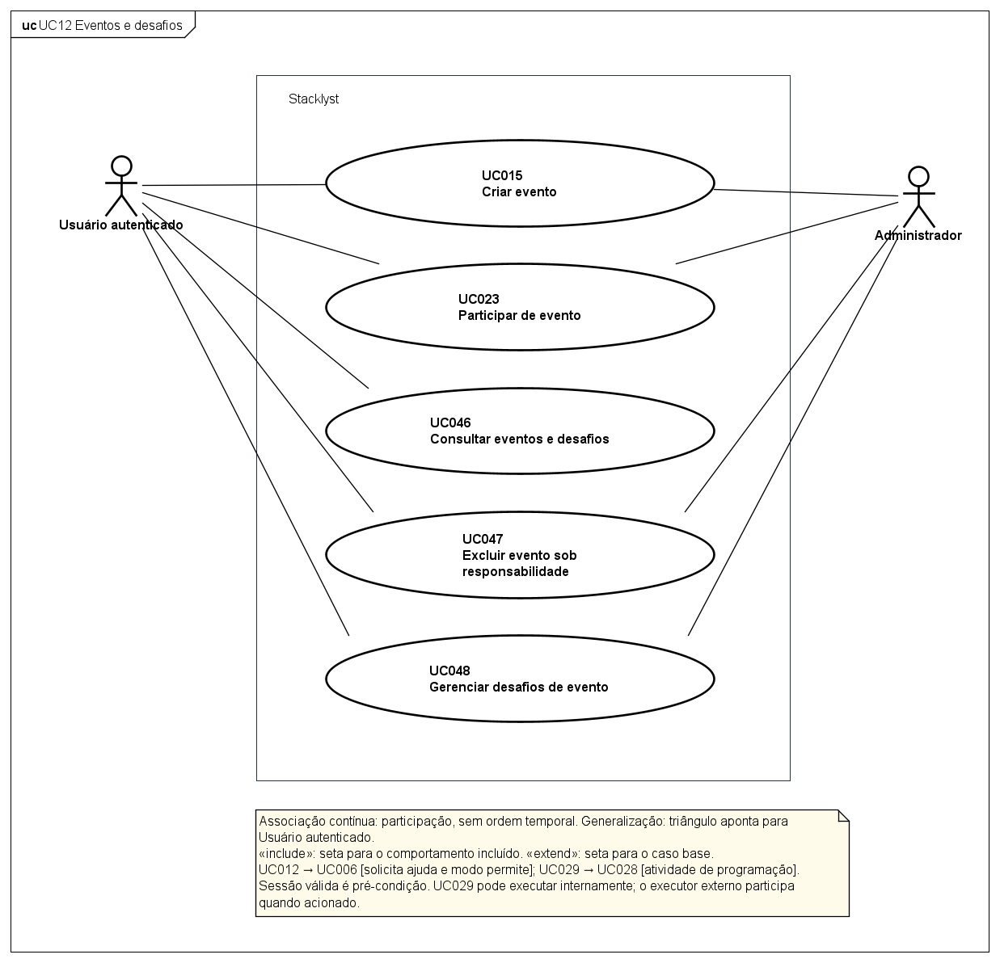 uc UC12 Eventos e desafios
Stacklyst
UC015
Criar evento
Usuário autenticado
Administrador
UC023
Participar de evento
UC046
Consultar eventos e desafios
UC047
Excluir evento sob
responsabilidade
UC048
Gerenciar desafios de evento
Associação contínua: participação, sem ordem temporal. Generalização: triângulo aponta para
Usuário autenticado.
«include»: seta para o comportamento incluído. «extend»: seta para o caso base.
UC012 → UC006 [solicita ajuda e modo permite]; UC029 → UC028 [atividade de programação].
Sessão válida é pré-condição. UC029 pode executar internamente; o executor externo participa
quando acionado.